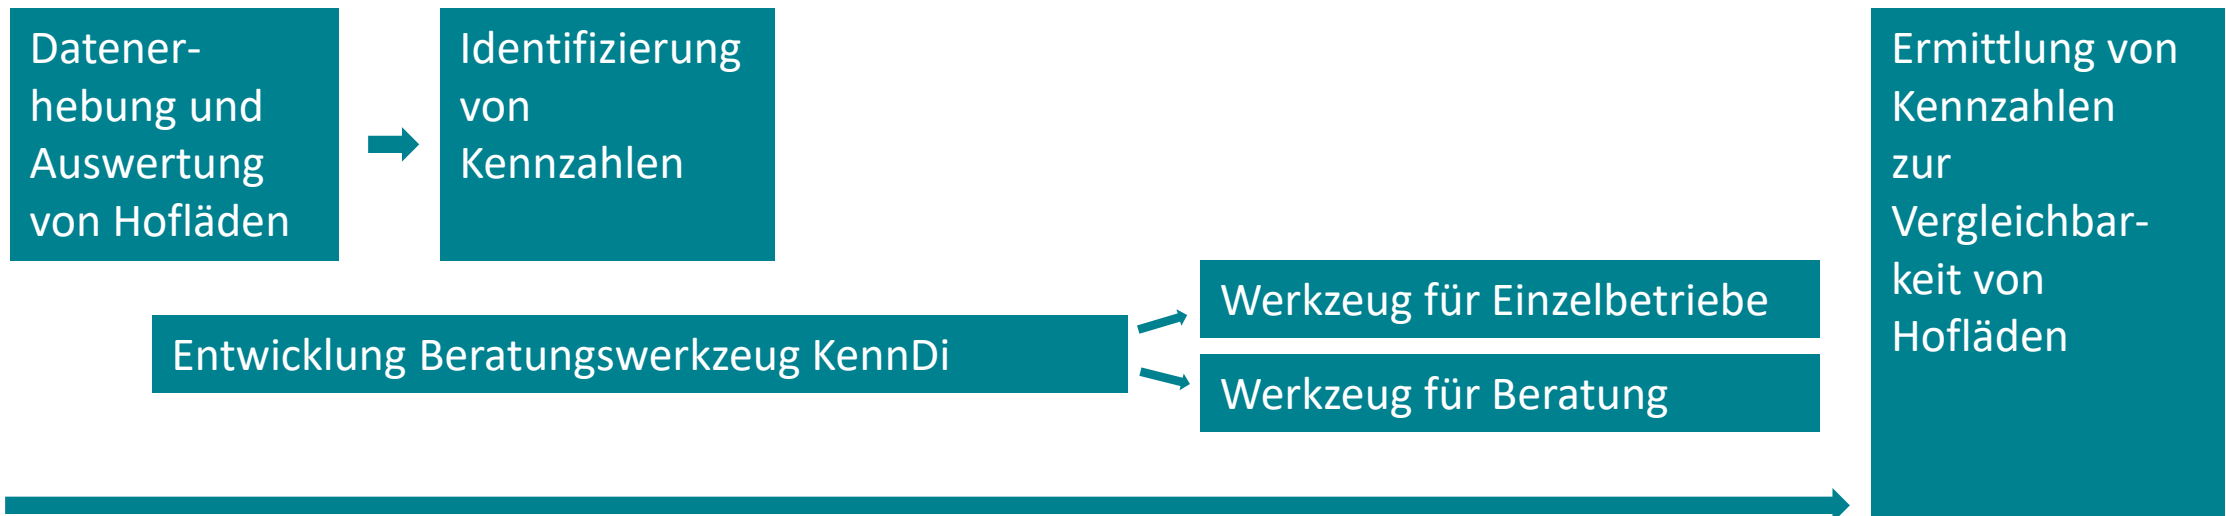 Datener-
hebung und
Auswertung
von Hofläden
Identifizierung
von
Kennzahlen
Entwicklung Beratungswerkzeug KennDi
Werkzeug für Einzelbetriebe
Werkzeug für Beratung
Ermittlung von
Kennzahlen
zur
Vergleichbar-
keit von
Hofläden